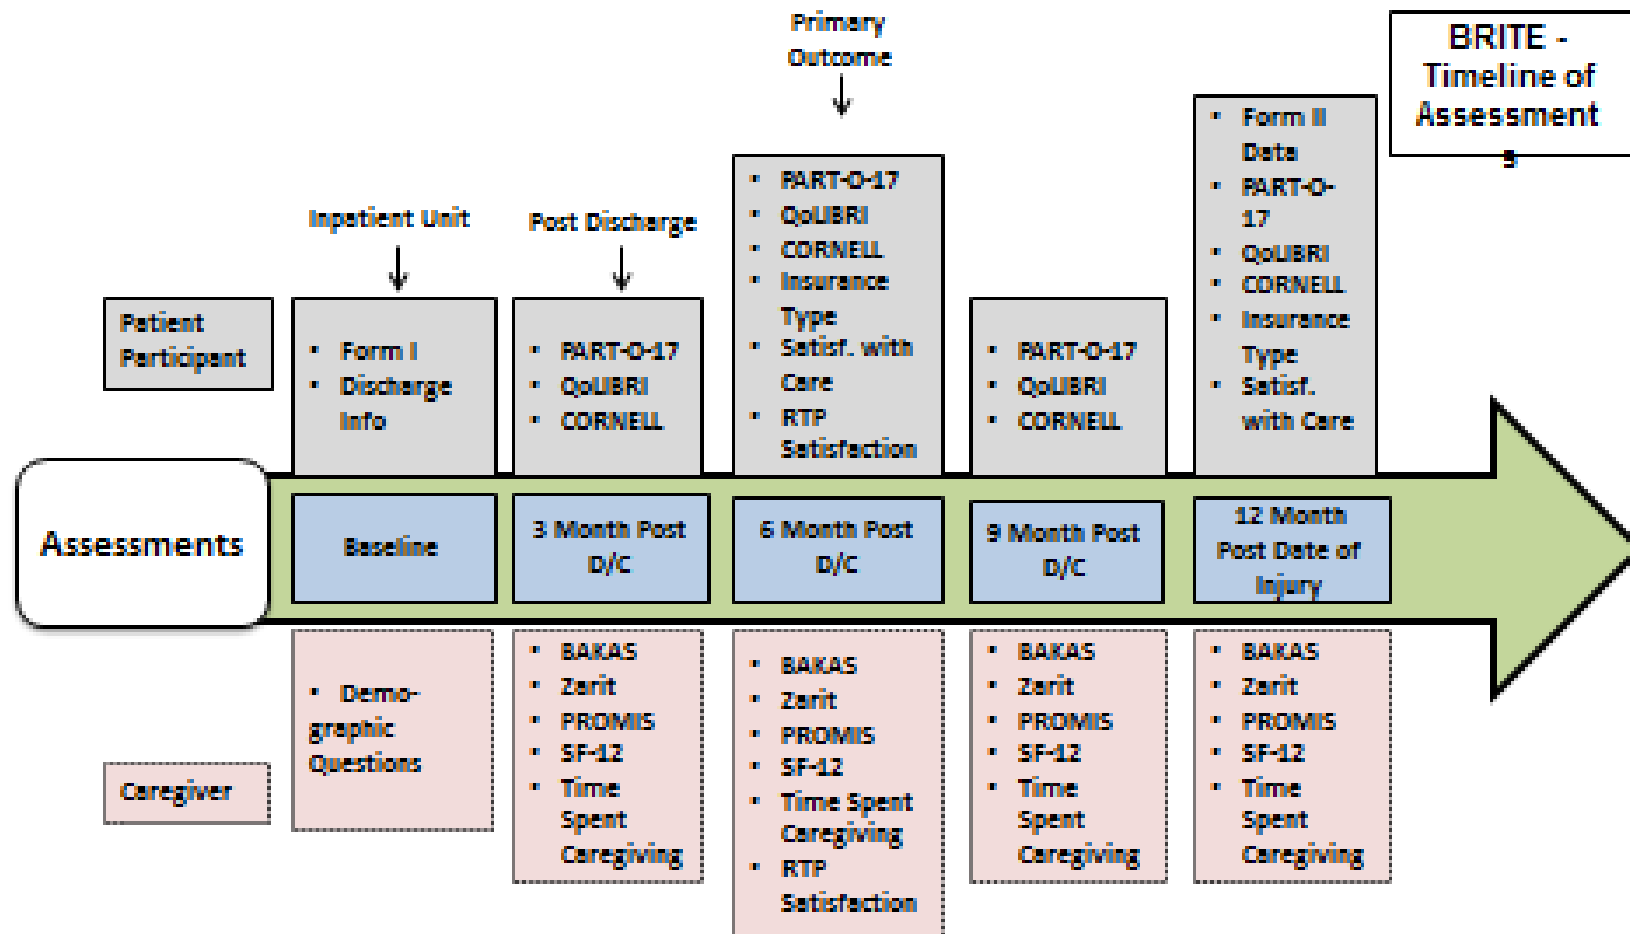 Primary
Outcome
BRITE -
Timeline of
Assessment
s
Inpatient Unit
Post Discharge
Patient
Participant
• Form I
• Discharge
Info
• PART-O-17
• QoLIBRI
• CORNELL
• PART-O-17
• QoLIBRI
• CORNELL
• Insurance
Type
• Satisf. with
Care
• RTP
Satisfaction
• PART-O-17
• QoLIBRI
• CORNELL
• Form II
Data
• PART-O-
17
• QoLIBRI
• CORNELL
• Insurance
Type
• Satisf.
with Care
Assessments
Baseline
3 Month Post
D/C
6 Month Post
D/C
9 Month Post
D/C
12 Month
Post Date of
Injury
Caregiver
• Demo-
graphic
Questions
• BAKAS
• Zarit
• PROMIS
• SF-12
• Time
Spent
Caregiving
• BAKAS
• Zarit
• PROMIS
• SF-12
• Time Spent
Caregiving
• RTP
Satisfaction
• BAKAS
• Zarit
• PROMIS
• SF-12
• Time
Spent
Caregiving
• BAKAS
• Zarit
• PROMIS
• SF-12
• Time
Spent
Caregiving